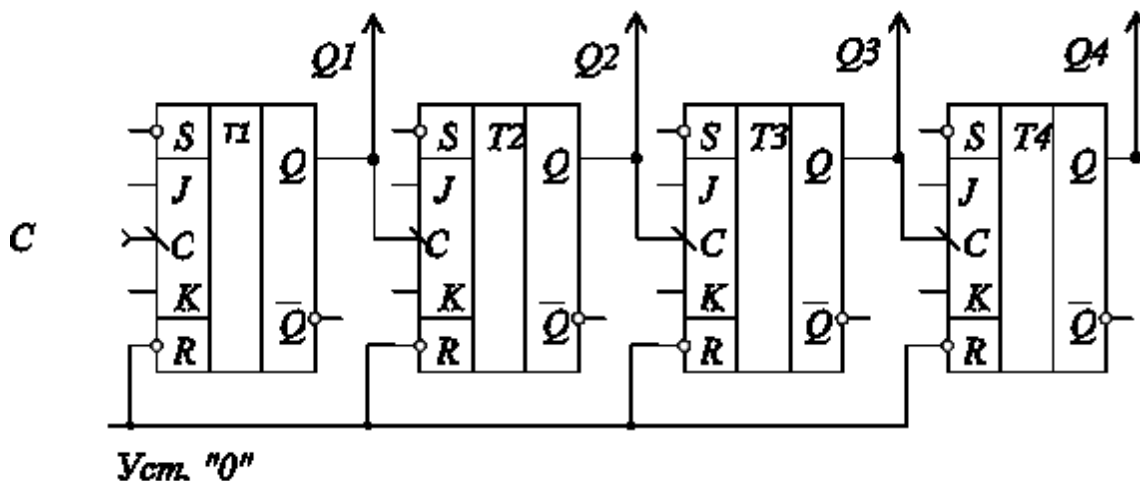 Q1 Q2 Q3 Q4
S T1 Q S T2 Q S T3 Q S T4 Q
J J J J
C C C C C
K Q̅ K Q̅ K Q̅ K Q̅
R R R R
Уст. "0"